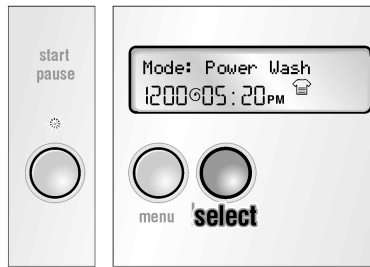 start
pause
Mode: Power Wash
1200 05:20PM
menu
select